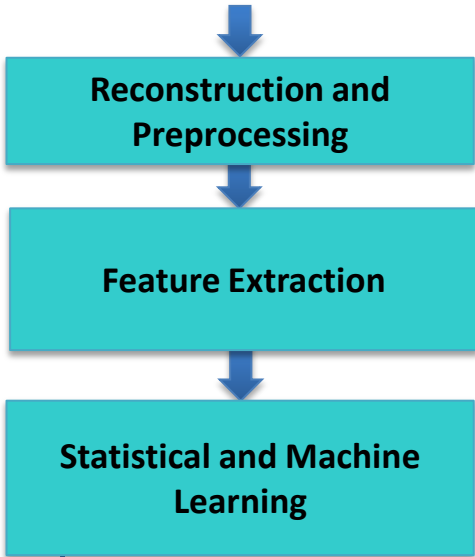 Reconstruction and
Preprocessing
Feature Extraction
Statistical and Machine
Learning